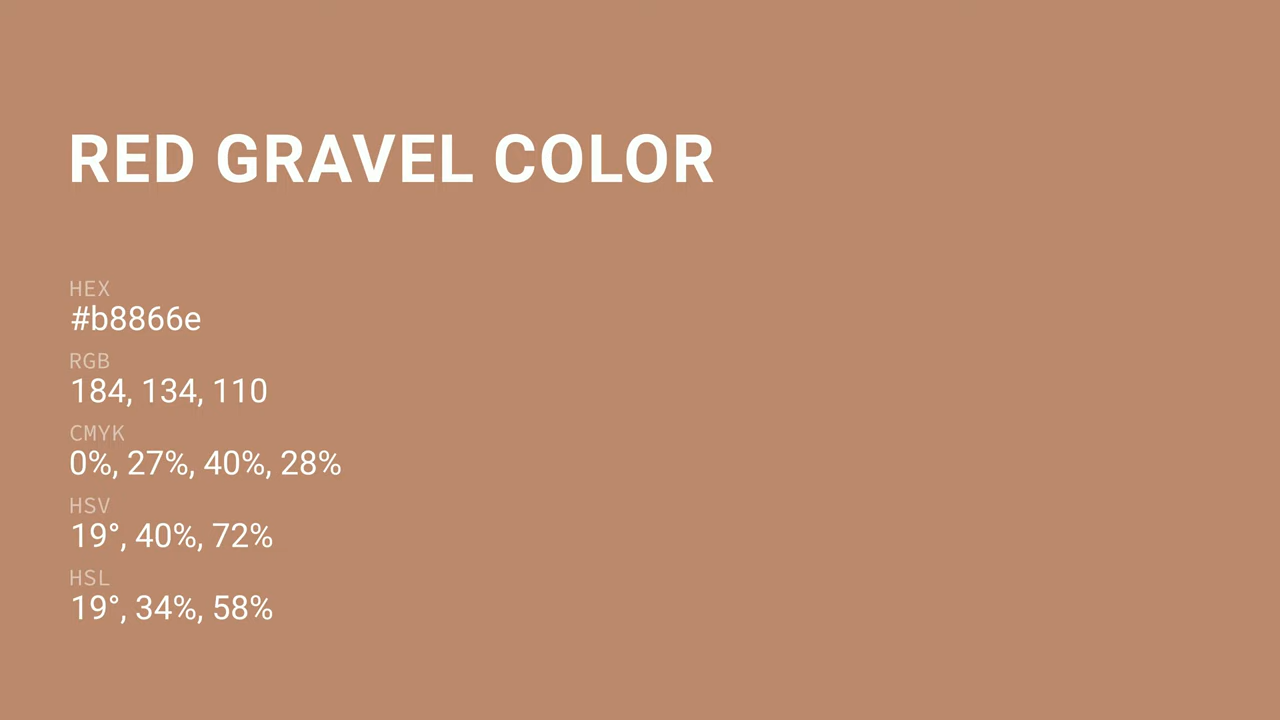 RED GRAVEL COLOR
HEX
#b8866e
RGB
184, 134, 110
CMYK
0%, 27%, 40%, 28%
HSV
19°, 40%, 72%
HSL
19°, 34%, 58%